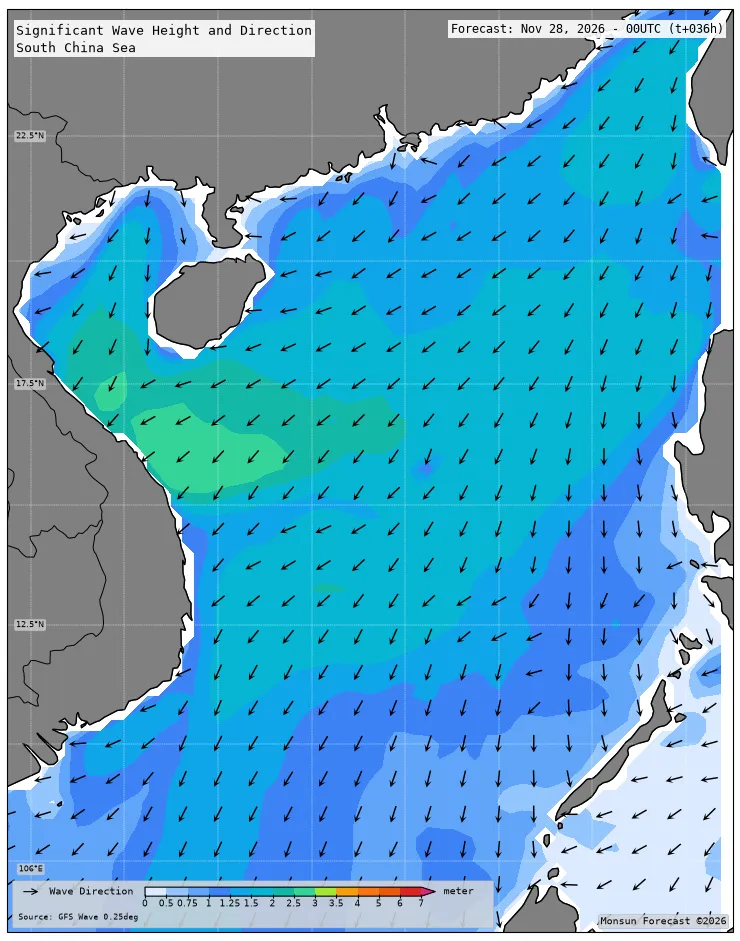 Significant Wave Height and Direction
South China Sea
Forecast: Nov 28, 2026 - 00UTC (t+036h)
22.5°N
17.5°N
12.5°N
106°E
Wave Direction
meter
0 0.5 0.75 1 1.25 1.5 2 2.5 3 3.5 4 5 6 7
Source: GFS Wave 0.25deg
Monsun Forecast ©2026